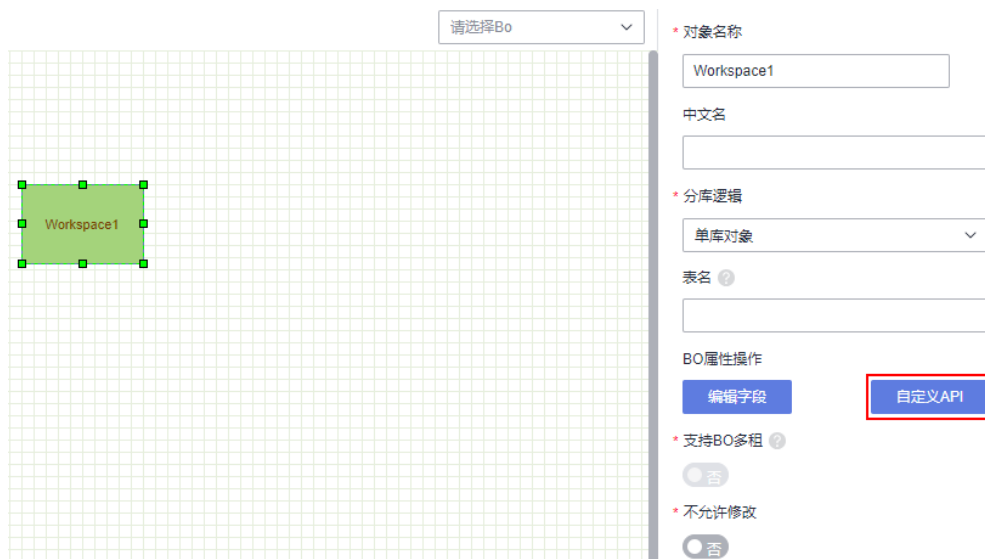 请选择Bo
Workspace1
* 对象名称
Workspace1
中文名
* 分库逻辑
单库对象
表名 ?
BO属性操作
编辑字段
自定义API
* 支持BO多租 ?
否
* 不允许修改
否